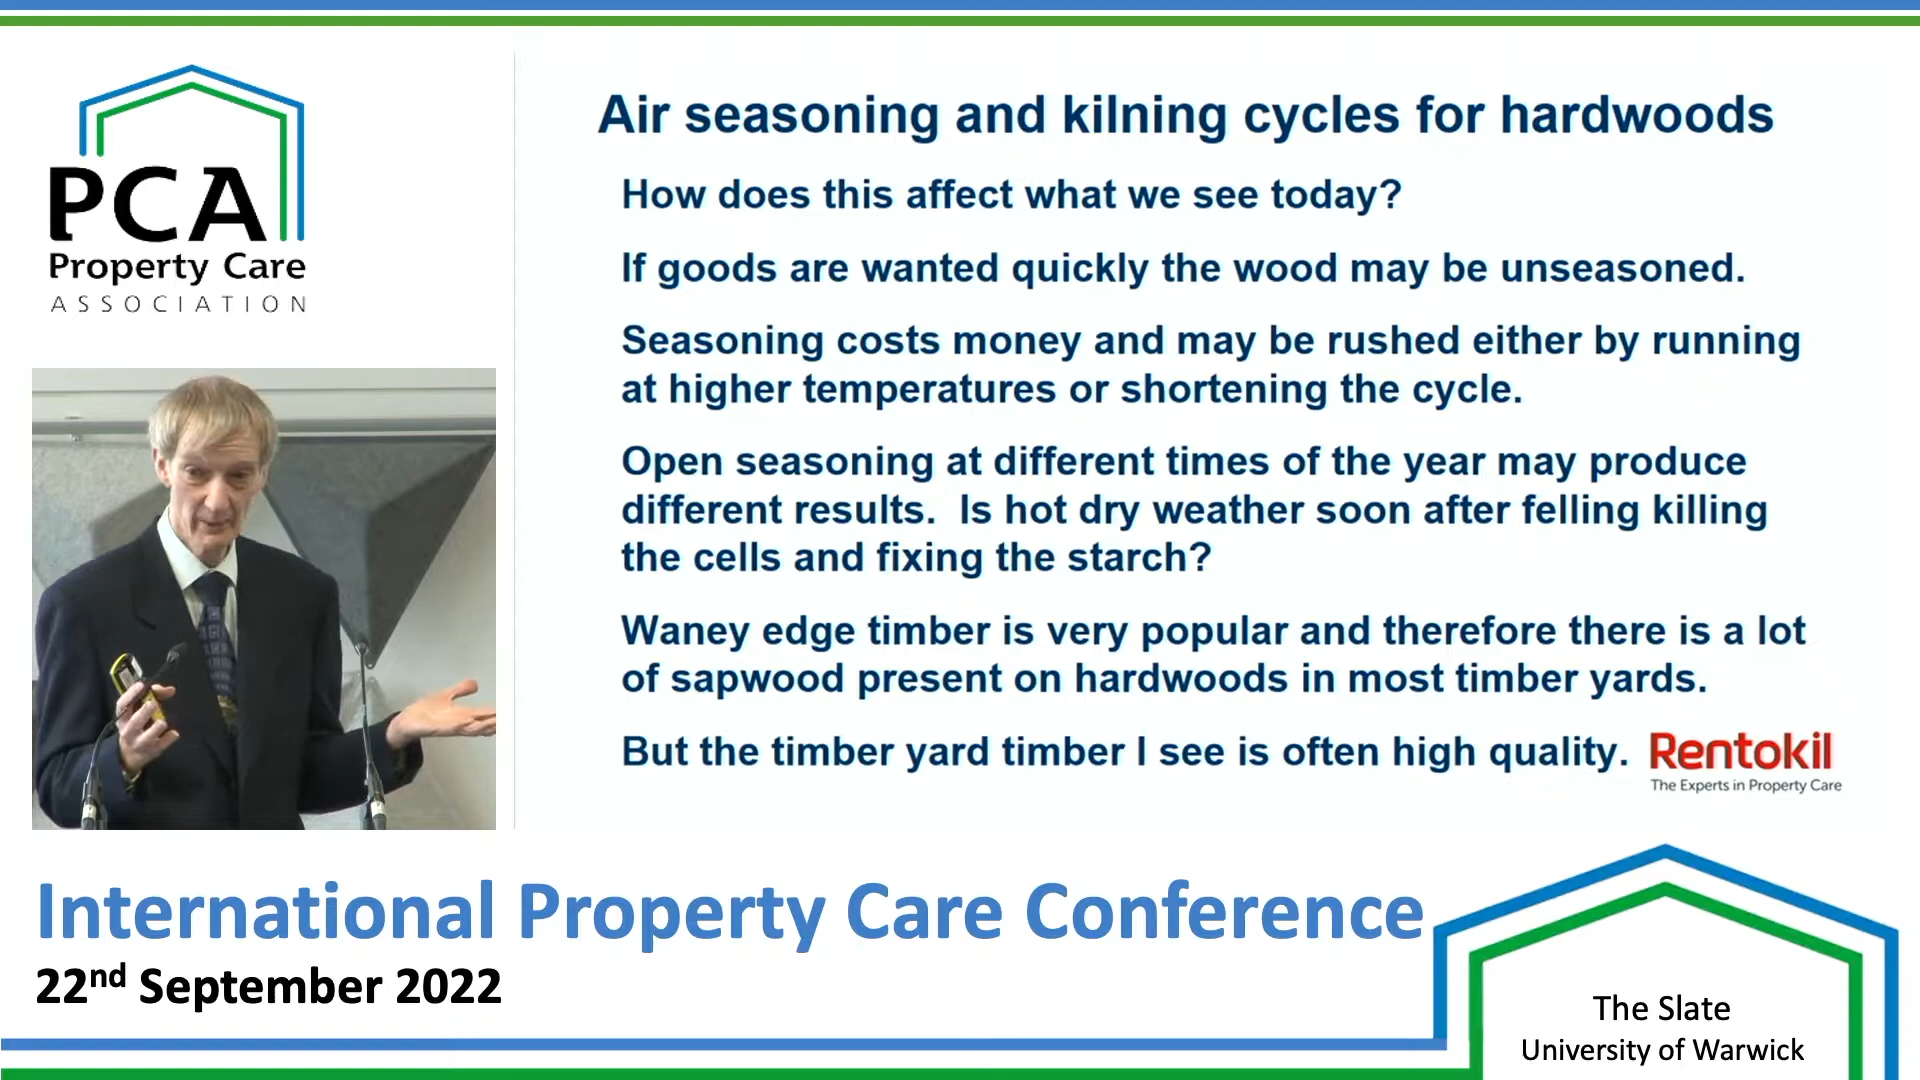 PCA
Property Care
ASSOCIATION
Air seasoning and kilning cycles for hardwoods
How does this affect what we see today?
If goods are wanted quickly the wood may be unseasoned.
Seasoning costs money and may be rushed either by running
at higher temperatures or shortening the cycle.
Open seasoning at different times of the year may produce
different results.  Is hot dry weather soon after felling killing
the cells and fixing the starch?
Waney edge timber is very popular and therefore there is a lot
of sapwood present on hardwoods in most timber yards.
But the timber yard timber I see is often high quality.
Rentokil
The Experts in Property Care
International Property Care Conference
22nd September 2022
The Slate
University of Warwick